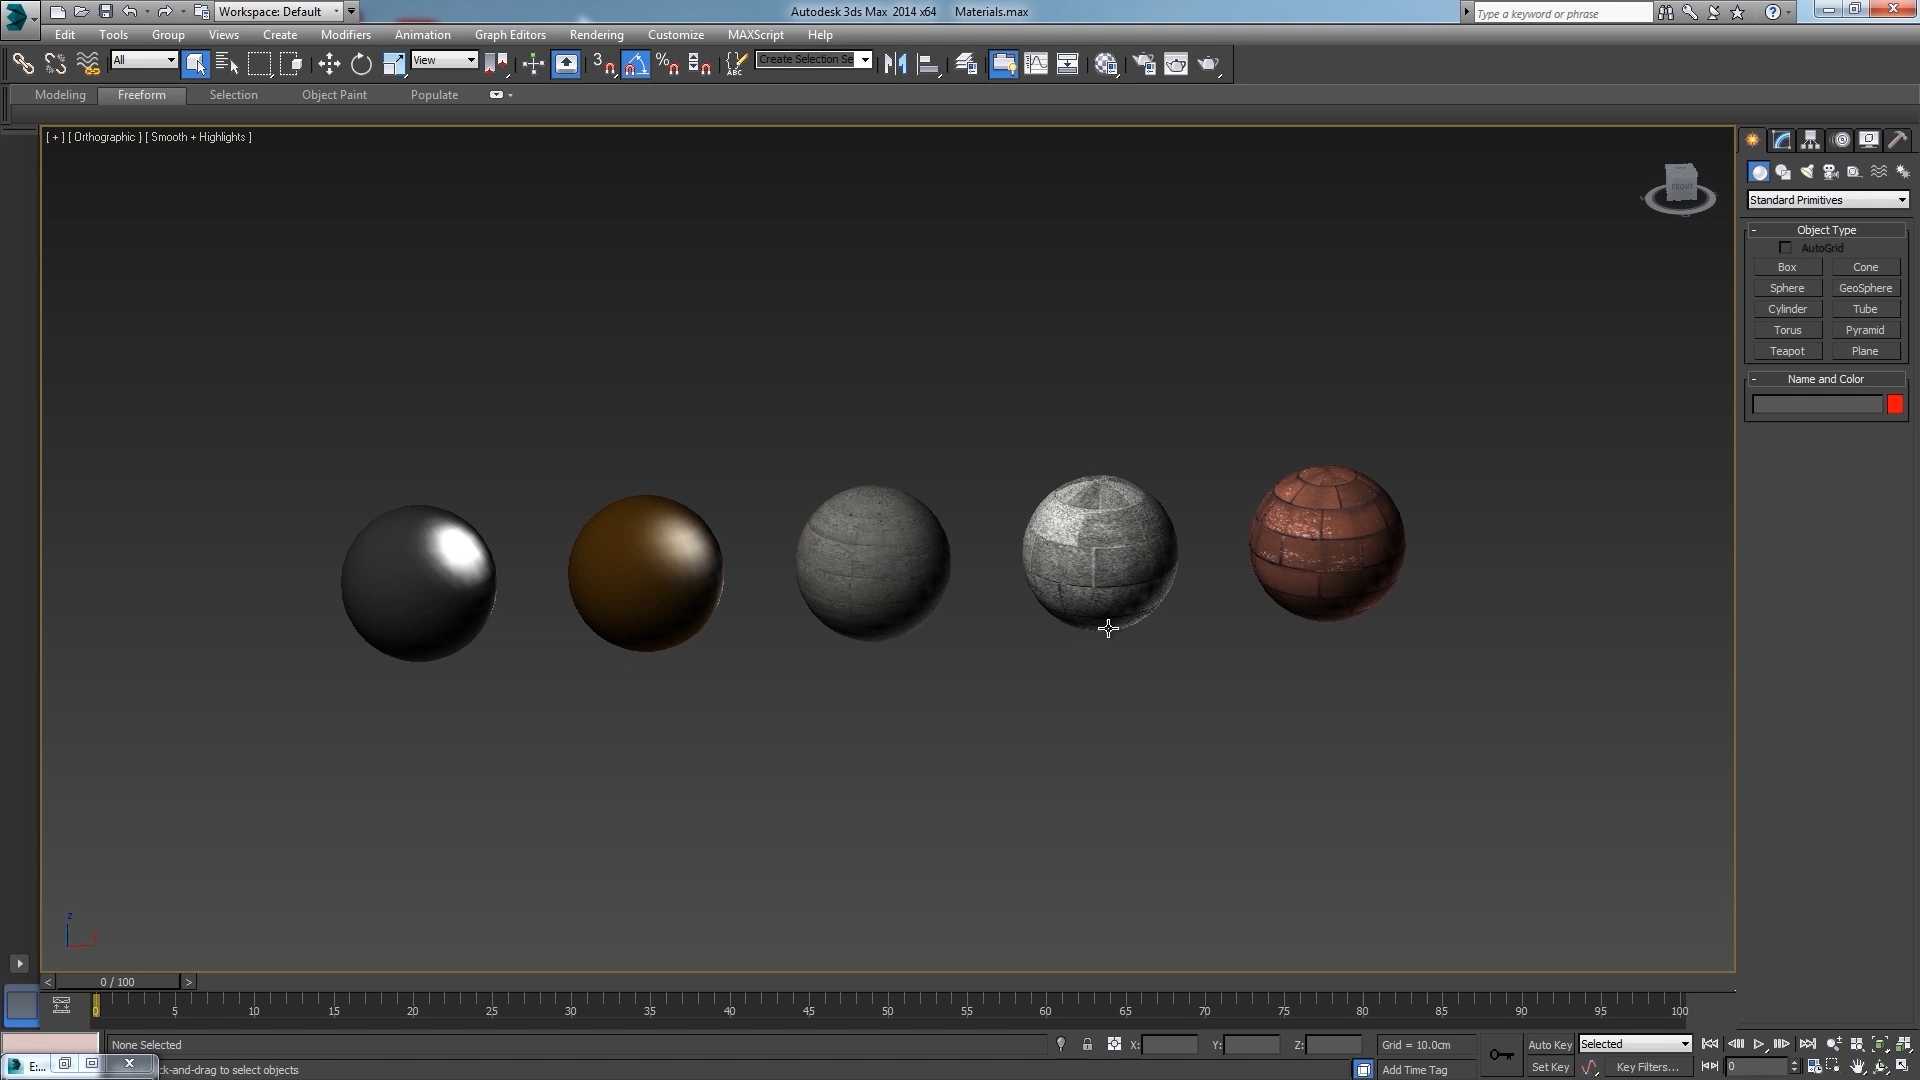 Workspace: Default
Autodesk 3ds Max 2014 x64 Materials.max
Type a keyword or phrase
Edit Tools Group Views Create Modifiers Animation Graph Editors Rendering Customize MAXScript Help
All
View
3
ABC
Create Selection Se
Modeling Freeform Selection Object Paint Populate
[ + ] [ Orthographic ] [ Smooth + Highlights ]
FRONT
Standard Primitives
- Object Type
AutoGrid
Box Cone
Sphere GeoSphere
Cylinder Tube
Torus Pyramid
Teapot Plane
- Name and Color
z
x
< 0 / 100 >
0 5 10 15 20 25 30 35 40 45 50 55 60 65 70 75 80 85 90 95 100
None Selected X: Y: Z: Grid = 10.0cm Auto Key Selected
E:... ck-and-drag to select objects Add Time Tag Set Key Key Filters... 0